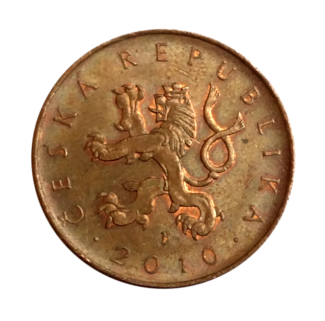 ČESKÁ REPUBLIKA
· 2010 ·